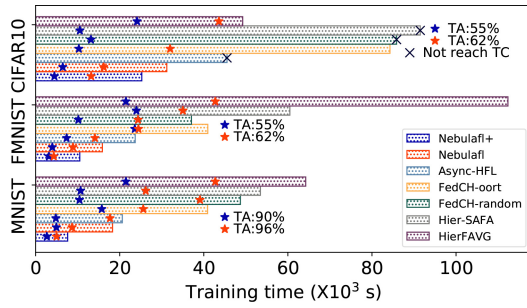 CIFAR10
TA:55%
TA:62%
Not reach TC
FMNIST
TA:55%
TA:62%
MNIST
TA:90%
TA:96%
Nebulafl+
Nebulafl
Async-HFL
FedCH-oort
FedCH-random
Hier-SAFA
HierFAVG
0 20 40 60 80 100
Training time (X10³ s)